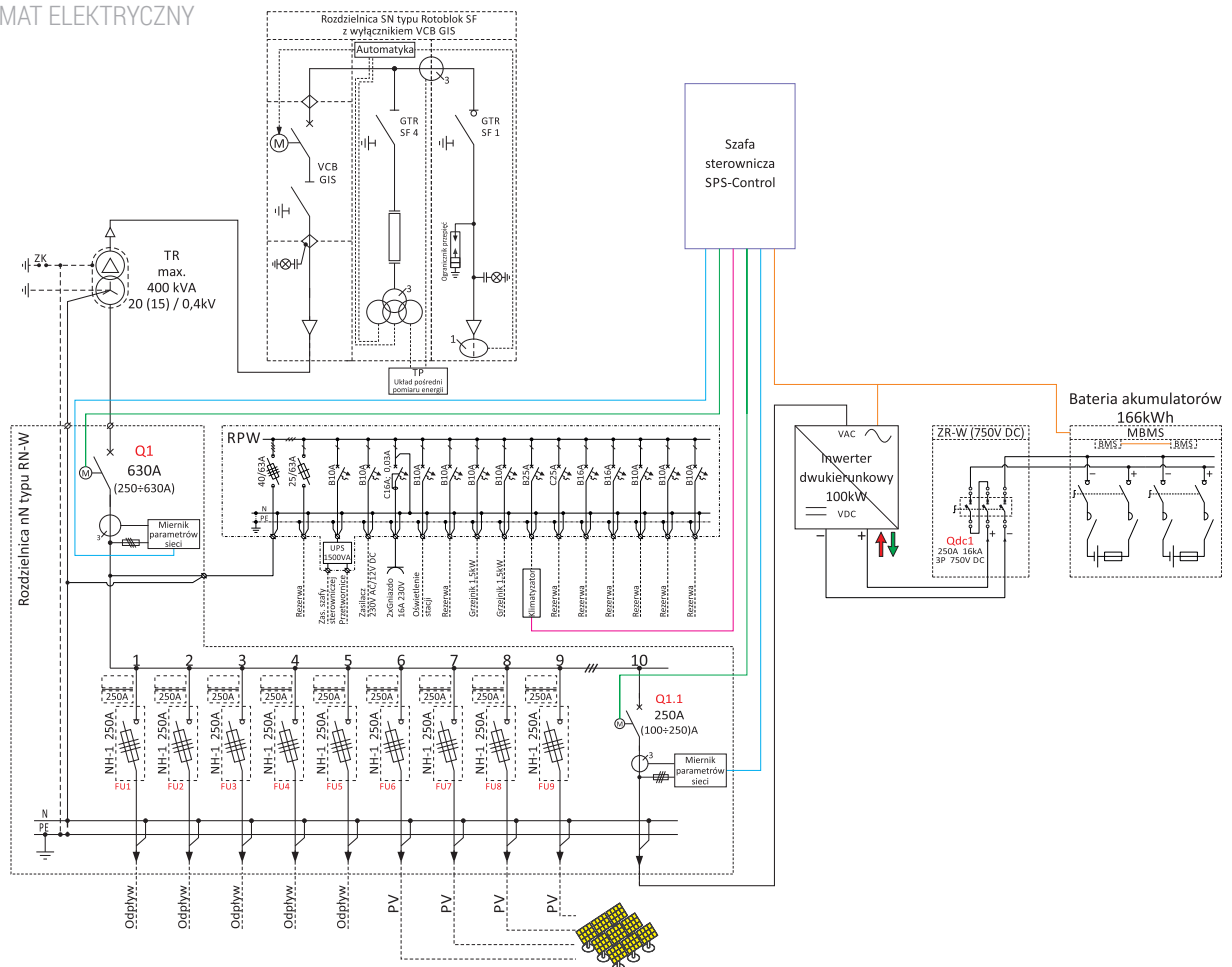 MAT ELEKTRYCZNY
Rozdzielnica SN typu Rotoblok SF
z wyłącznikiem VCB GIS
Automatyka
3
GTR
SF 4
GTR
SF 1
M
VCB
GIS
Ogranicznik przepięć
3
1
TP
Układ pośredni
pomiaru energii
ZK
TR
max.
400 kVA
20 (15) / 0,4kV
Szafa
sterownicza
SPS-Control
Rozdzielnica nN typu RN-W
Q1
630A
(250÷630A)
M
3
Miernik
parametrów
sieci
RPW
40/63A
25/63A
B10A
B10A
C16A; 0,03A
B10A
B10A
B10A
B10A
B25A
C25A
B10A
B16A
B10A
B10A
B10A
N
PE
UPS
1500VA
Rezerwa
Zas. szafy
sterowniczej
Przetwornice
Zasilacz
230V AC/12V DC
2xGniazdo
16A 230V
Oświetlenie
stacji
Rezerwa
Grzejnik 1,5kW
Grzejnik 1,5kW
Klimatyzator
Rezerwa
Rezerwa
Rezerwa
Rezerwa
Rezerwa
Rezerwa
VAC
Inwerter
dwukierunkowy
100kW
VDC
− +
ZR-W (750V DC)
Qdc1
250A 16kA
3P 750V DC
+ −
Bateria akumulatorów
166kWh
MBMS
BMS BMS
− + − +
1 2 3 4 5 6 7 8 9 10
250A 250A 250A 250A 250A 250A 250A 250A 250A
NH-1 250A
NH-1 250A
NH-1 250A
NH-1 250A
NH-1 250A
NH-1 250A
NH-1 250A
NH-1 250A
NH-1 250A
FU1 FU2 FU3 FU4 FU5 FU6 FU7 FU8 FU9
Q1.1
250A
(100÷250)A
M
3
Miernik
parametrów
sieci
N
PE
Odpływ
Odpływ
Odpływ
Odpływ
Odpływ
PV
PV
PV
PV